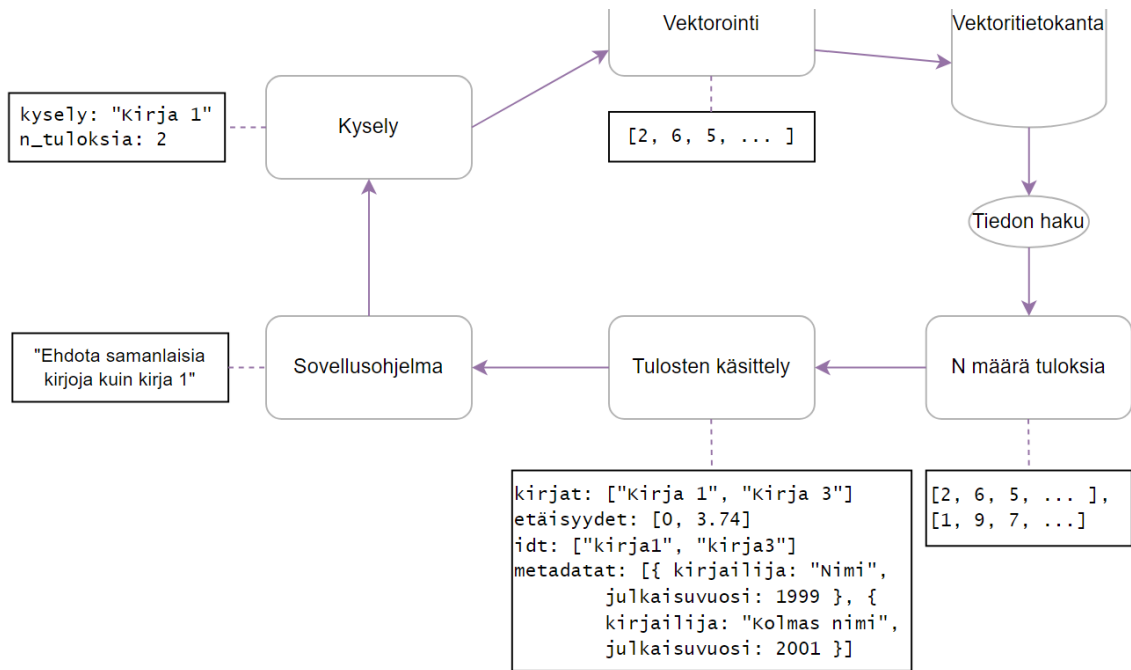 Vektorointi
Vektoritietokanta
kysely: "Kirja 1"
n_tuloksia: 2
Kysely
[2, 6, 5, ... ]
Tiedon haku
"Ehdota samanlaisia
kirjoja kuin kirja 1"
Sovellusohjelma
Tulosten käsittely
N määrä tuloksia
kirjat: ["Kirja 1", "Kirja 3"]
etäisyydet: [0, 3.74]
idt: ["kirja1", "kirja3"]
metadatat: [{ kirjailija: "Nimi",
julkaisuvuosi: 1999 }, {
kirjailija: "Kolmas nimi",
julkaisuvuosi: 2001 }]
[2, 6, 5, ... ],
[1, 9, 7, ...]